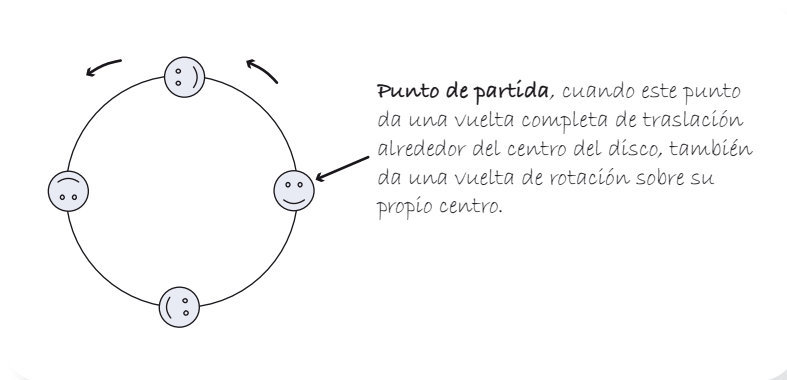 Punto de partida, cuando este punto
da una vuelta completa de traslación
alrededor del centro del disco, también
da una vuelta de rotación sobre su
propio centro.